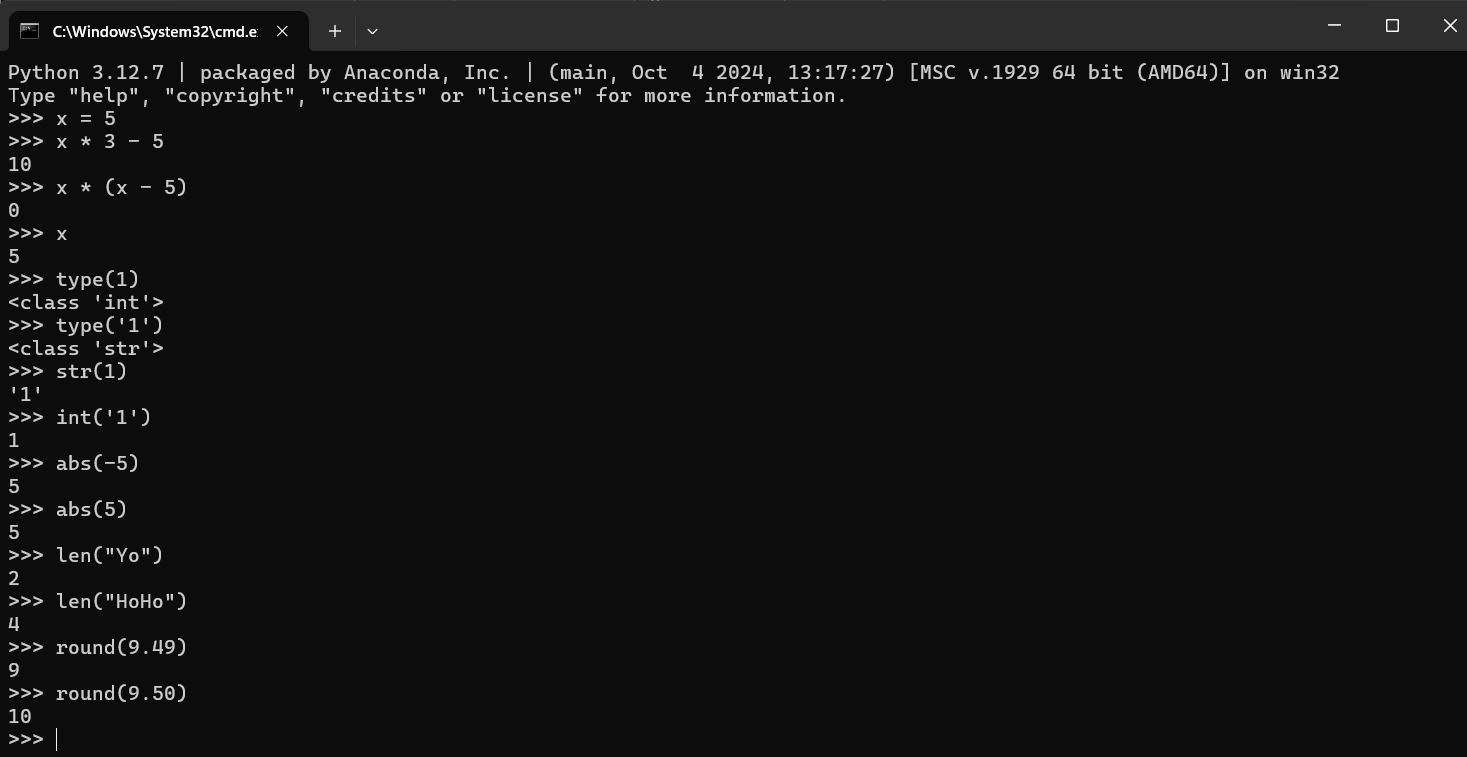 C:\Windows\System32\cmd.e
Python 3.12.7 | packaged by Anaconda, Inc. | (main, Oct  4 2024, 13:17:27) [MSC v.1929 64 bit (AMD64)] on win32
Type "help", "copyright", "credits" or "license" for more information.
>>> x = 5
>>> x * 3 - 5
10
>>> x * (x - 5)
0
>>> x
5
>>> type(1)
<class 'int'>
>>> type('1')
<class 'str'>
>>> str(1)
'1'
>>> int('1')
1
>>> abs(-5)
5
>>> abs(5)
5
>>> len("Yo")
2
>>> len("HoHo")
4
>>> round(9.49)
9
>>> round(9.50)
10
>>>